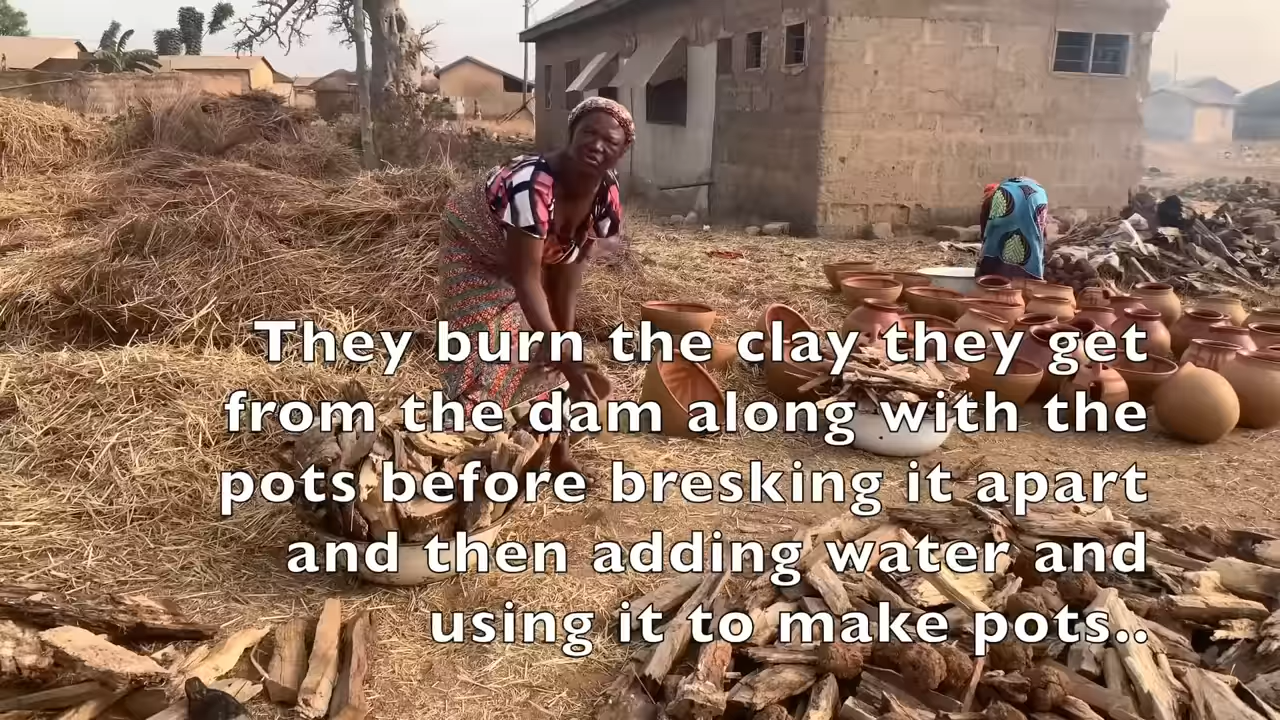 They burn the clay they get
from the dam along with the
pots before bresking it apart
and then adding water and
using it to make pots..